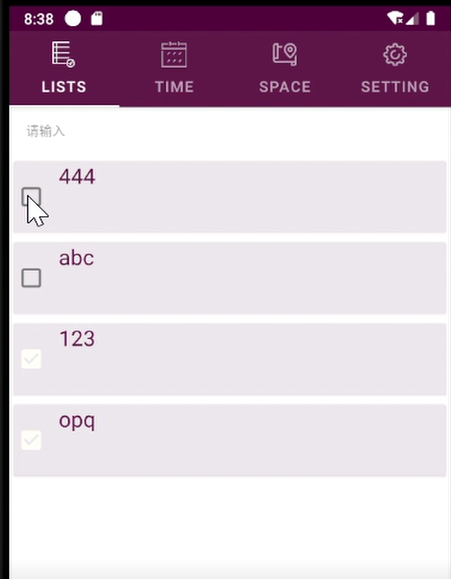 8:38
LISTS TIME SPACE SETTING
请输入
444
abc
123
opq